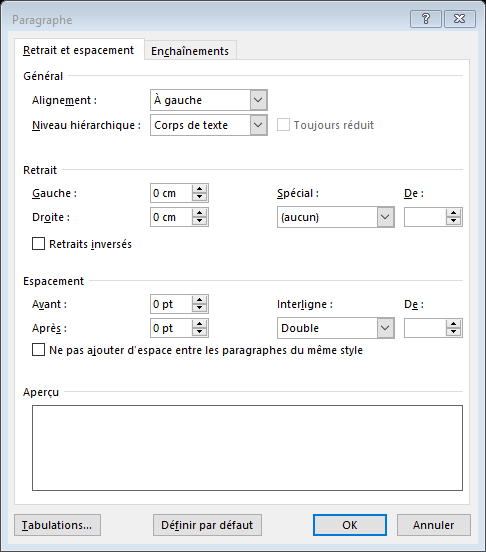 Paragraphe
Retrait et espacement Enchaînements
Général
Alignement : À gauche
Niveau hiérarchique : Corps de texte Toujours réduit
Retrait
Gauche : 0 cm Spécial : De :
Droite : 0 cm (aucun)
Retraits inversés
Espacement
Avant : 0 pt Interligne : De :
Après : 0 pt Double
Ne pas ajouter d'espace entre les paragraphes du même style
Aperçu
Tabulations... Définir par défaut OK Annuler